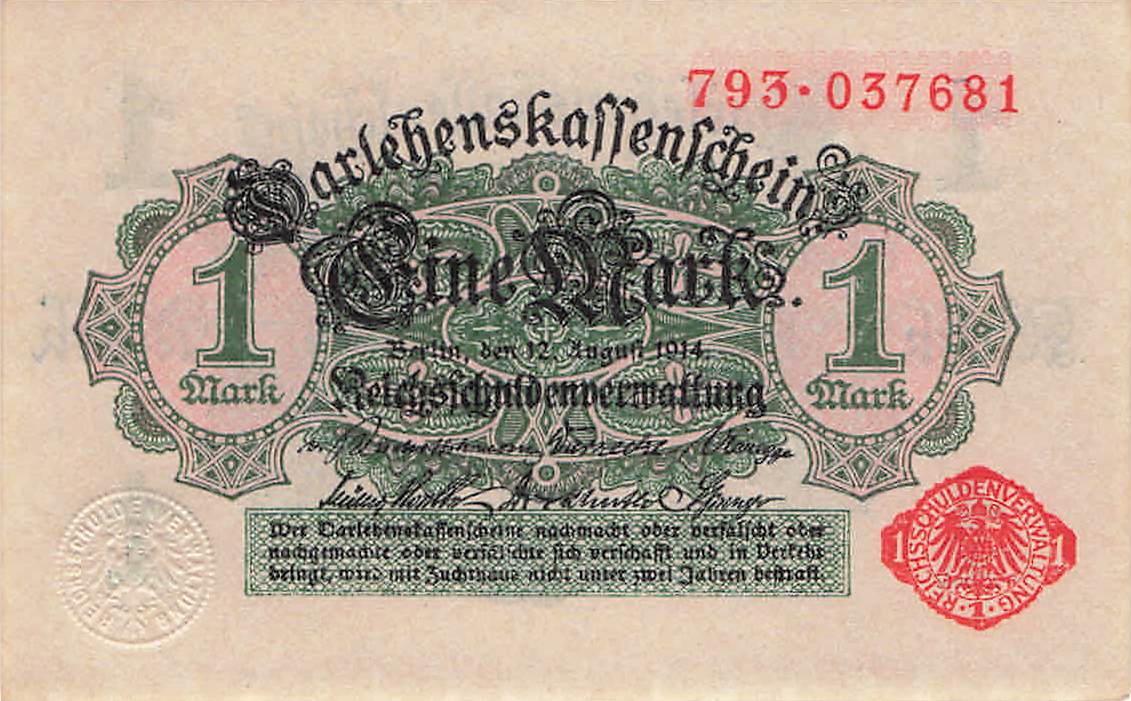 793·037681
Darlehenskassenschein
Eine Mark.
1
Mark
1
Mark
Berlin, den 12. August 1914
Reichsschuldenverwaltung
Wer Darlehenskassenscheine nachmacht oder verfälscht oder
nachgemachte oder verfälschte sich verschafft und in Verkehr
bringt, wird mit Zuchthaus nicht unter zwei Jahren bestraft.
REICHSSCHULDENVERWALTUNG
REICHSSCHULDENVERWALTUNG
1 1
·1·